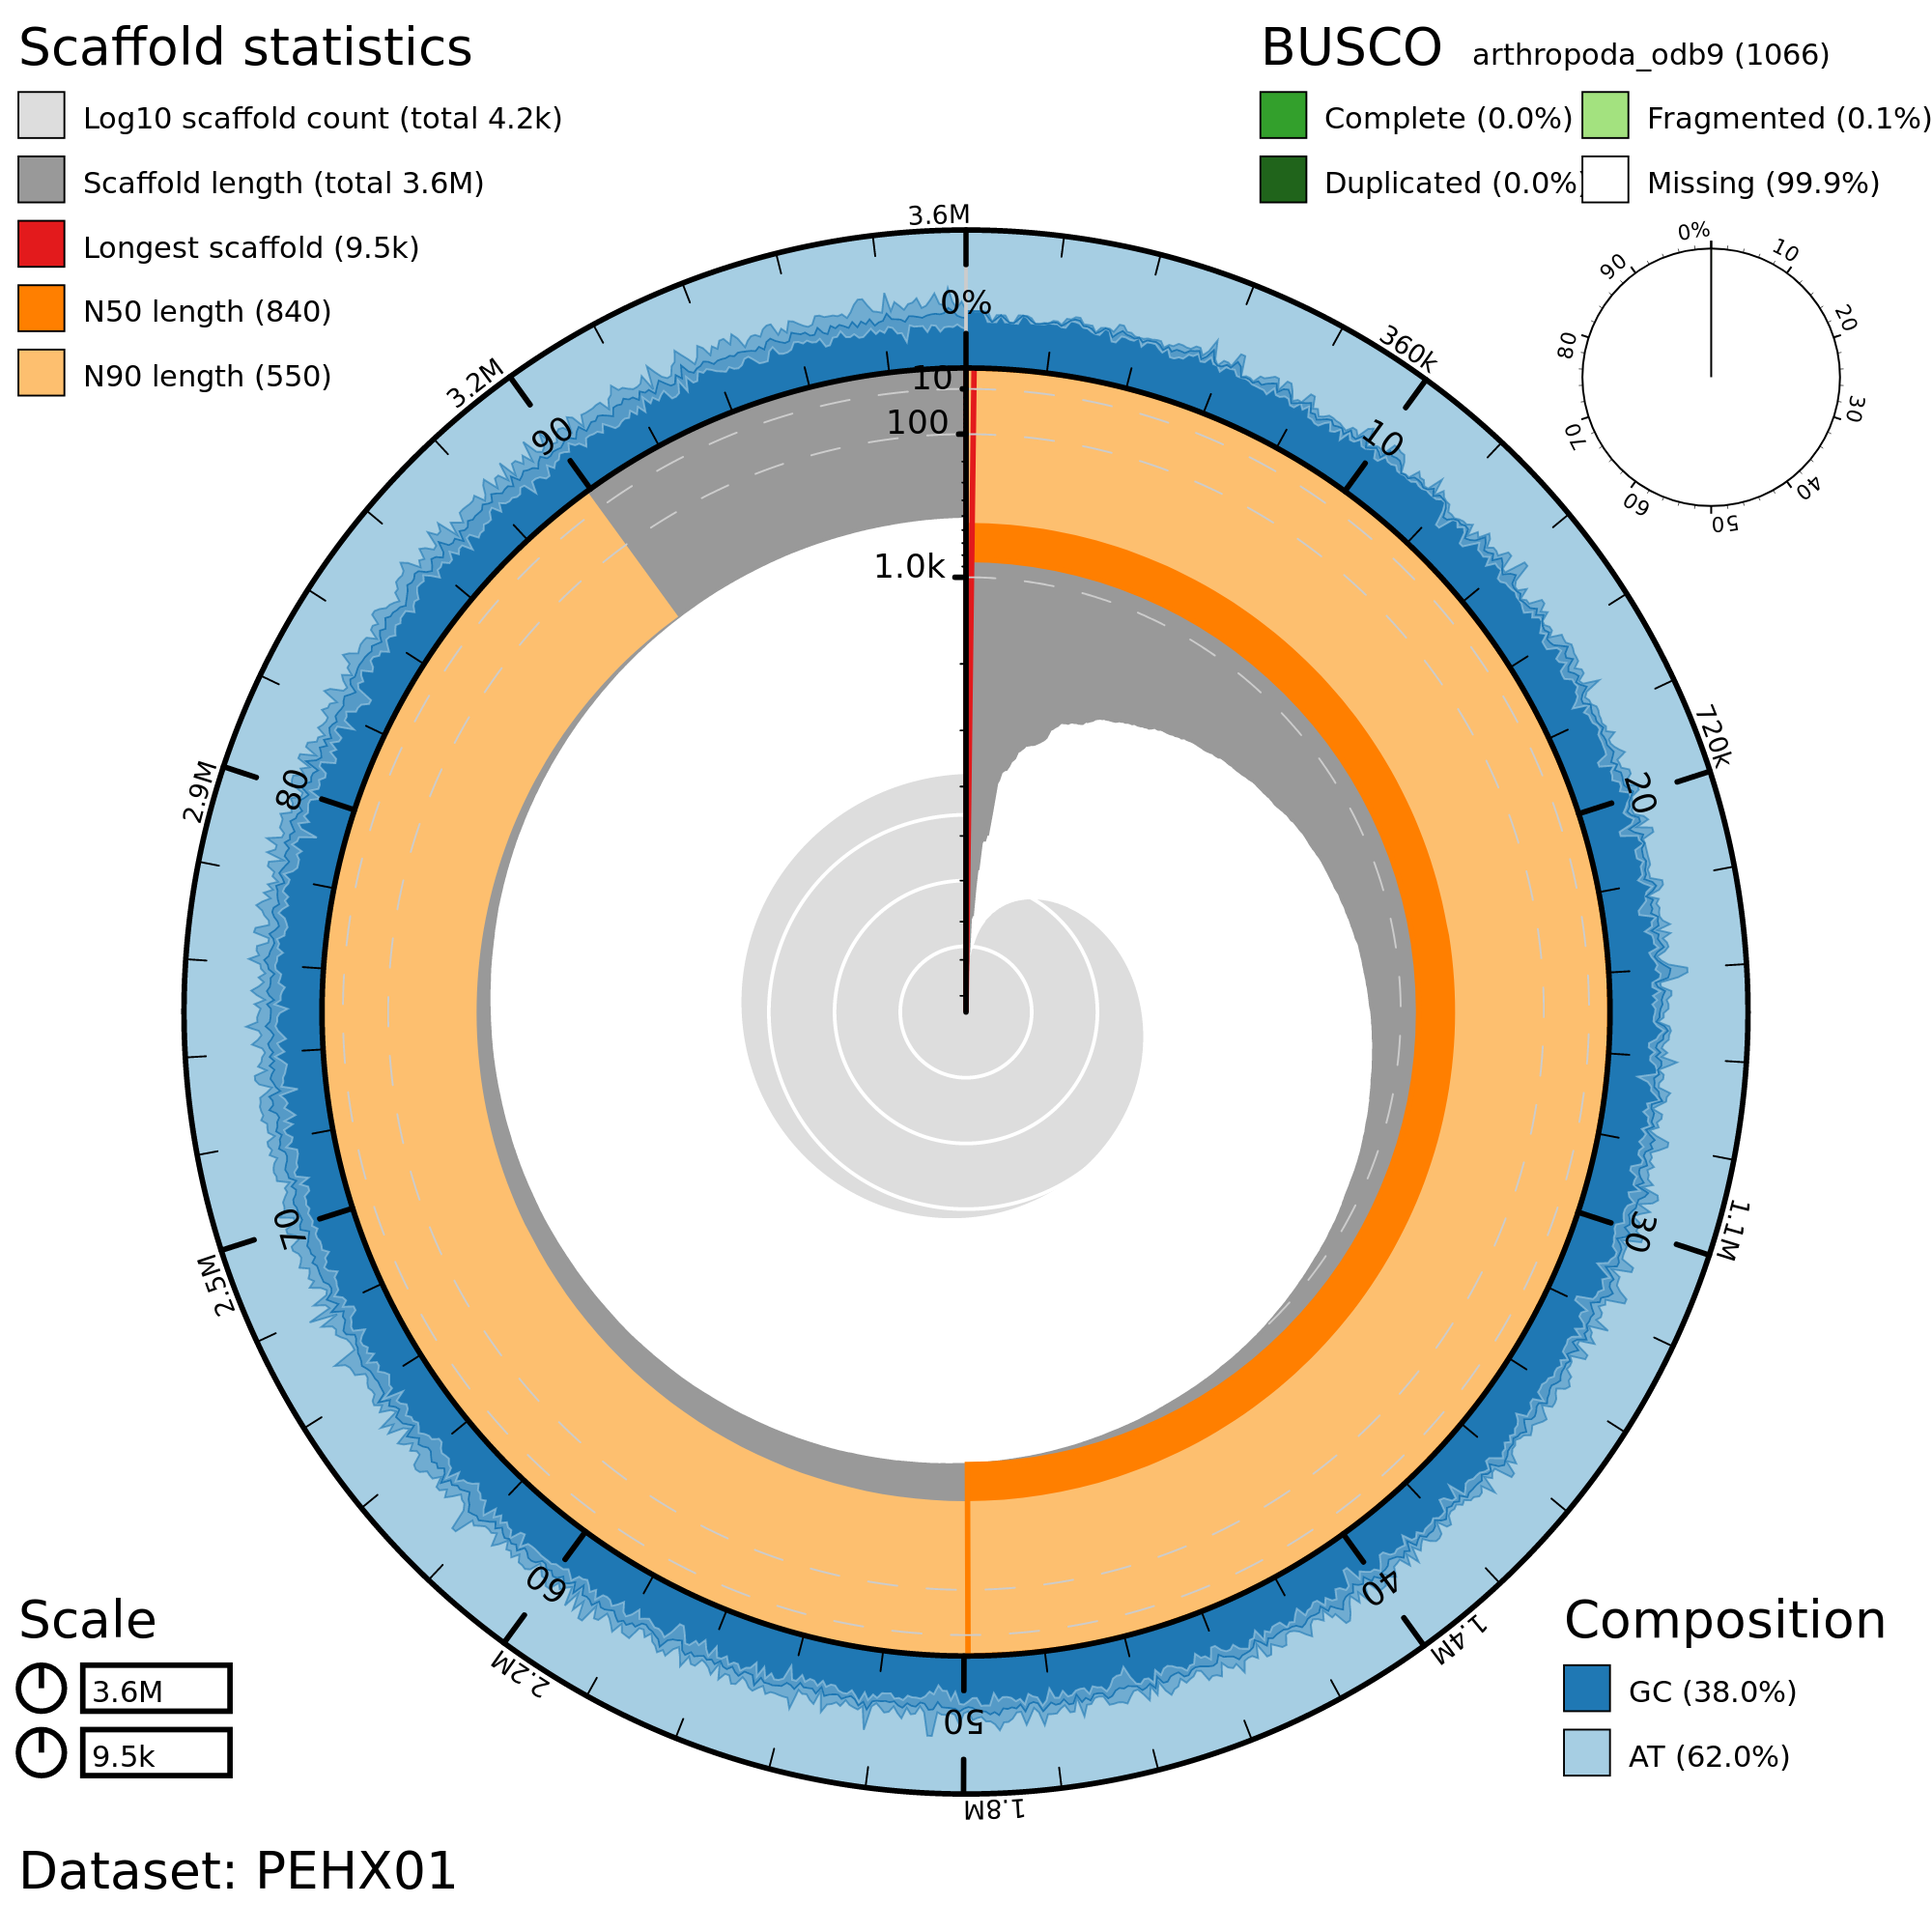 Scaffold statistics
Log10 scaffold count (total 4.2k)
Scaffold length (total 3.6M)
Longest scaffold (9.5k)
N50 length (840)
N90 length (550)
BUSCO arthropoda_odb9 (1066)
Complete (0.0%) Fragmented (0.1%)
Duplicated (0.0%) Missing (99.9%)
0%
10
20
30
40
50
60
70
80
90
3.6M
360k
720k
1.1M
1.4M
1.8M
2.2M
2.5M
2.9M
3.2M
0%
10
20
30
40
50
60
70
80
90
10
100
1.0k
Scale
3.6M
9.5k
Composition
GC (38.0%)
AT (62.0%)
Dataset: PEHX01